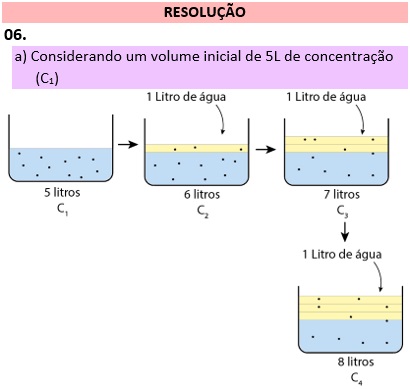 RESOLUÇÃO
06.
a) Considerando um volume inicial de 5L de concentração
(C₁)
1 Litro de água
1 Litro de água
5 litros
C₁
6 litros
C₂
7 litros
C₃
1 Litro de água
8 litros
C₄